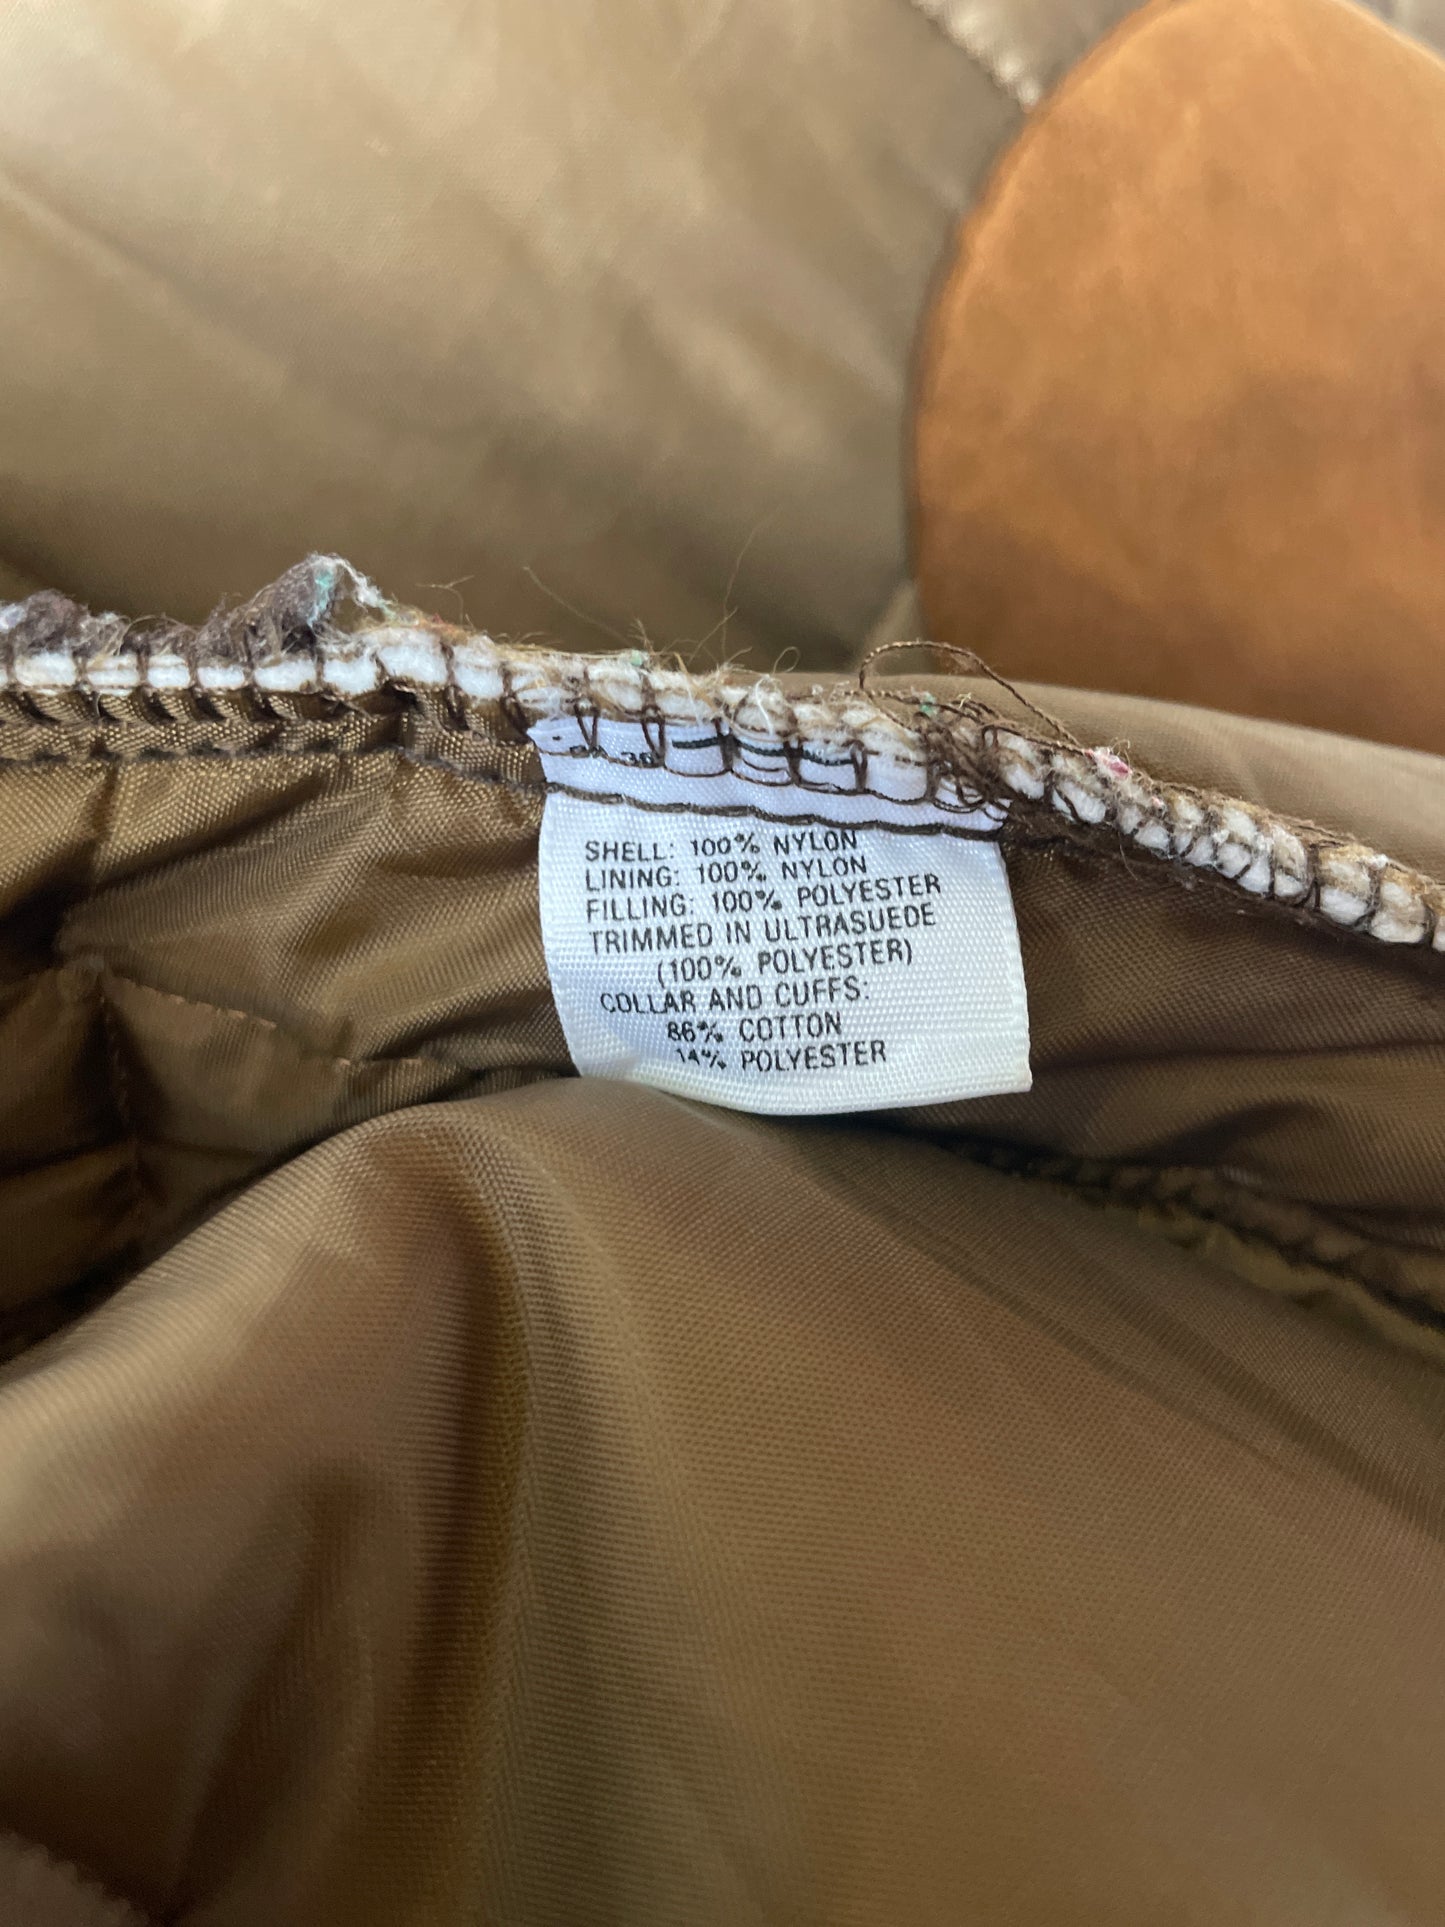 SHELL: 100% NYLON
LINING: 100% NYLON
FILLING: 100% POLYESTER
TRIMMED IN ULTRASUEDE
(100% POLYESTER)
COLLAR AND CUFFS:
86% COTTON
14% POLYESTER